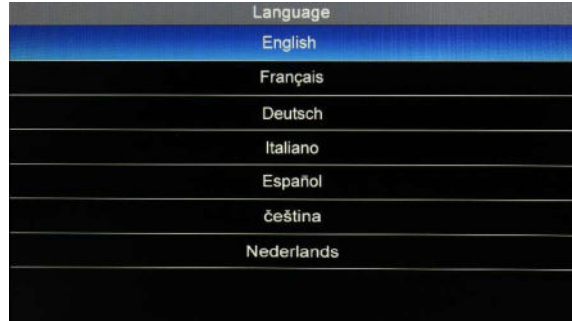 Language
English
Français
Deutsch
Italiano
Español
čeština
Nederlands